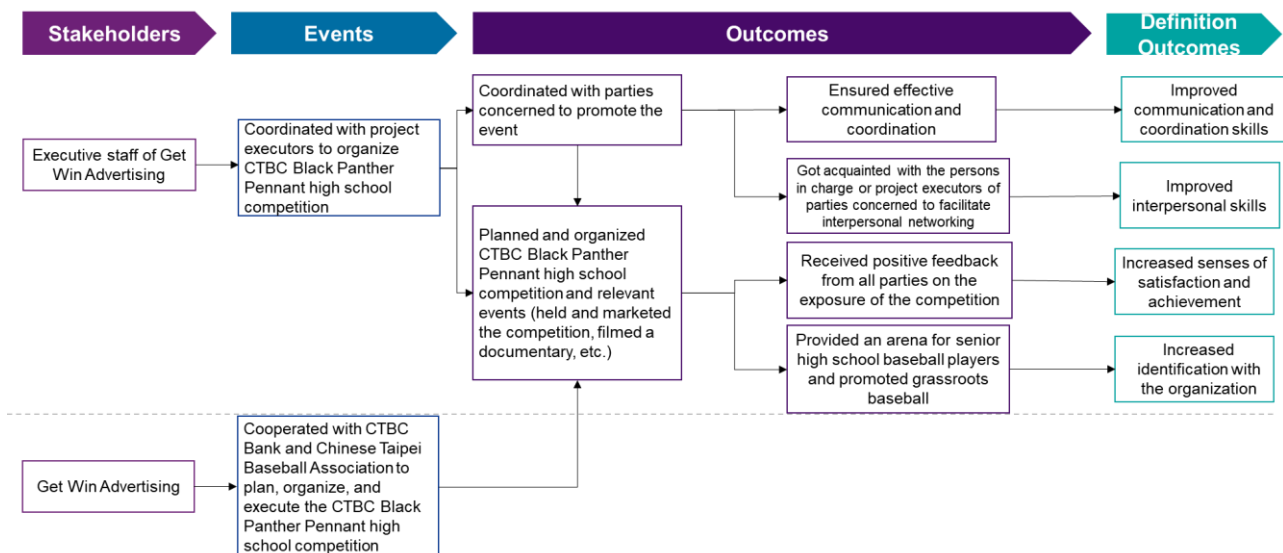 Stakeholders
Events
Outcomes
Definition
Outcomes
Executive staff of Get
Win Advertising
Coordinated with project
executors to organize
CTBC Black Panther
Pennant high school
competition
Coordinated with parties
concerned to promote the
event
Planned and organized
CTBC Black Panther
Pennant high school
competition and relevant
events (held and marketed
the competition, filmed a
documentary, etc.)
Ensured effective
communication and
coordination
Improved
communication and
coordination skills
Got acquainted with the persons
in charge or project executors of
parties concerned to facilitate
interpersonal networking
Improved
interpersonal skills
Received positive feedback
from all parties on the
exposure of the competition
Increased senses of
satisfaction and
achievement
Provided an arena for senior
high school baseball players
and promoted grassroots
baseball
Increased
identification with
the organization
Get Win Advertising
Cooperated with CTBC
Bank and Chinese Taipei
Baseball Association to
plan, organize, and
execute the CTBC Black
Panther Pennant high
school competition